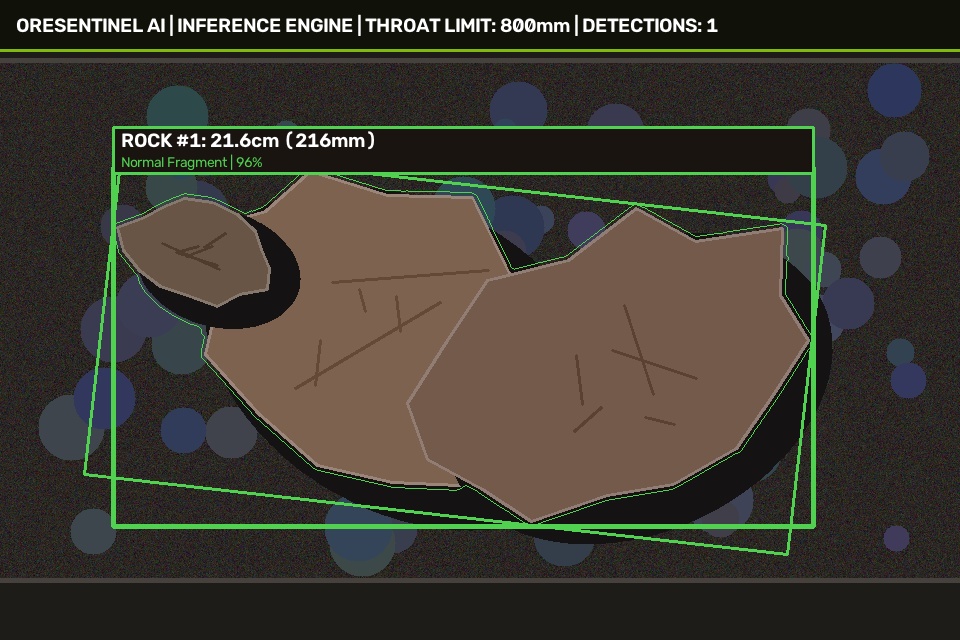 ORESENTINEL AI | INFERENCE ENGINE | THROAT LIMIT: 800mm | DETECTIONS: 1
ROCK #1: 21.6cm (216mm)
Normal Fragment | 96%